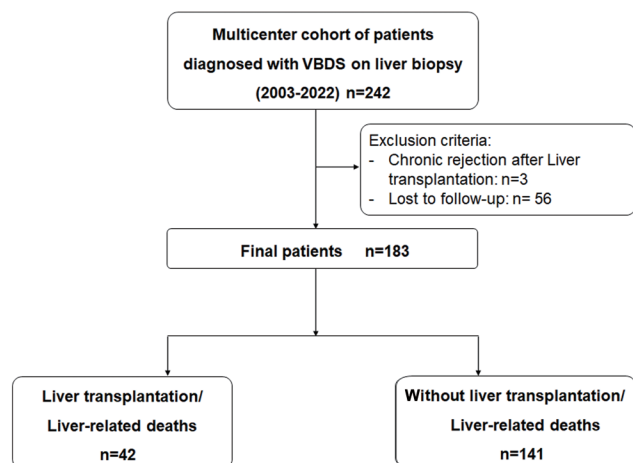 Multicenter cohort of patients
diagnosed with VBDS on liver biopsy
(2003-2022) n=242
Exclusion criteria:
- Chronic rejection after Liver
transplantation: n=3
- Lost to follow-up: n= 56
Final patients n=183
Liver transplantation/
Liver-related deaths
n=42
Without liver transplantation/
Liver-related deaths
n=141